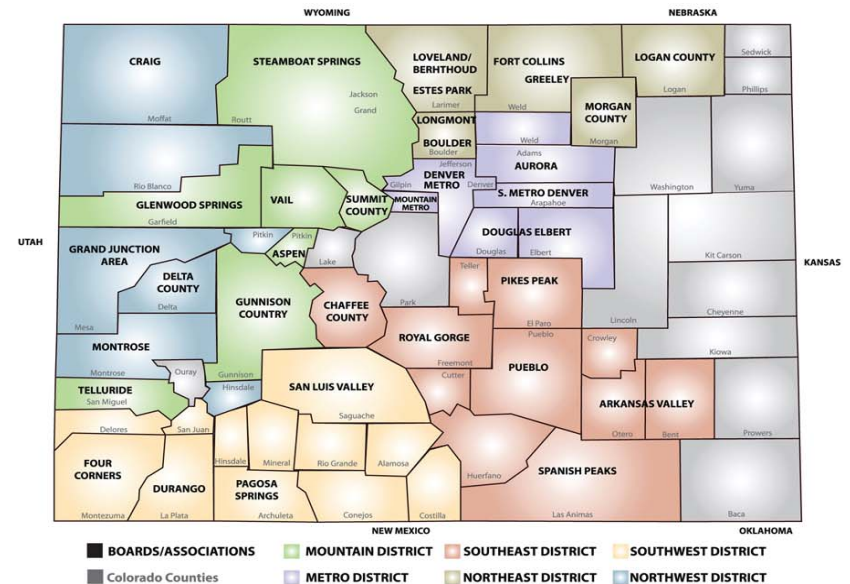 WYOMING
NEBRASKA
CRAIG
STEAMBOAT SPRINGS
LOVELAND/
BERHTHOUD
FORT COLLINS
LOGAN COUNTY
Sedwick
GREELEY
ESTES PARK
Jackson
Logan
Phillips
Grand
Larimer
Weld
MORGAN
COUNTY
Moffat
Routt
LONGMONT
BOULDER
Boulder
Weld
Morgan
Jefferson
Adams
DENVER
METRO
AURORA
Rio Blanco
Gilpin
Denver
Washington
Yuma
GLENWOOD SPRINGS
VAIL
SUMMIT
COUNTY
MOUNTAIN
METRO
S. METRO DENVER
Arapahoe
Garfield
UTAH
GRAND JUNCTION
AREA
Pitkin
Pitkin
ASPEN
Lake
DOUGLAS ELBERT
Douglas
Elbert
Kit Carson
KANSAS
DELTA
COUNTY
Delta
Teller
PIKES PEAK
GUNNISON
COUNTRY
CHAFFEE
COUNTY
Park
Cheyenne
Mesa
El Pato
Lincoln
MONTROSE
ROYAL GORGE
Pueblo
Crowley
Kiowa
Montrose
Ouray
Gunnison
Freemont
PUEBLO
TELLURIDE
San Miguel
Hinsdale
SAN LUIS VALLEY
Cutter
ARKANSAS VALLEY
Saguache
Delores
San Juan
Otero
Bent
Prowers
FOUR
CORNERS
Hinsdale
Mineral
Rio Grande
Alamosa
Huerfano
SPANISH PEAKS
DURANGO
PAGOSA
SPRINGS
Montezuma
La Plata
Archuleta
Conejos
Costilla
Las Animas
Baca
NEW MEXICO
OKLAHOMA
BOARDS/ASSOCIATIONS
MOUNTAIN DISTRICT
SOUTHEAST DISTRICT
SOUTHWEST DISTRICT
Colorado Counties
METRO DISTRICT
NORTHEAST DISTRICT
NORTHWEST DISTRICT